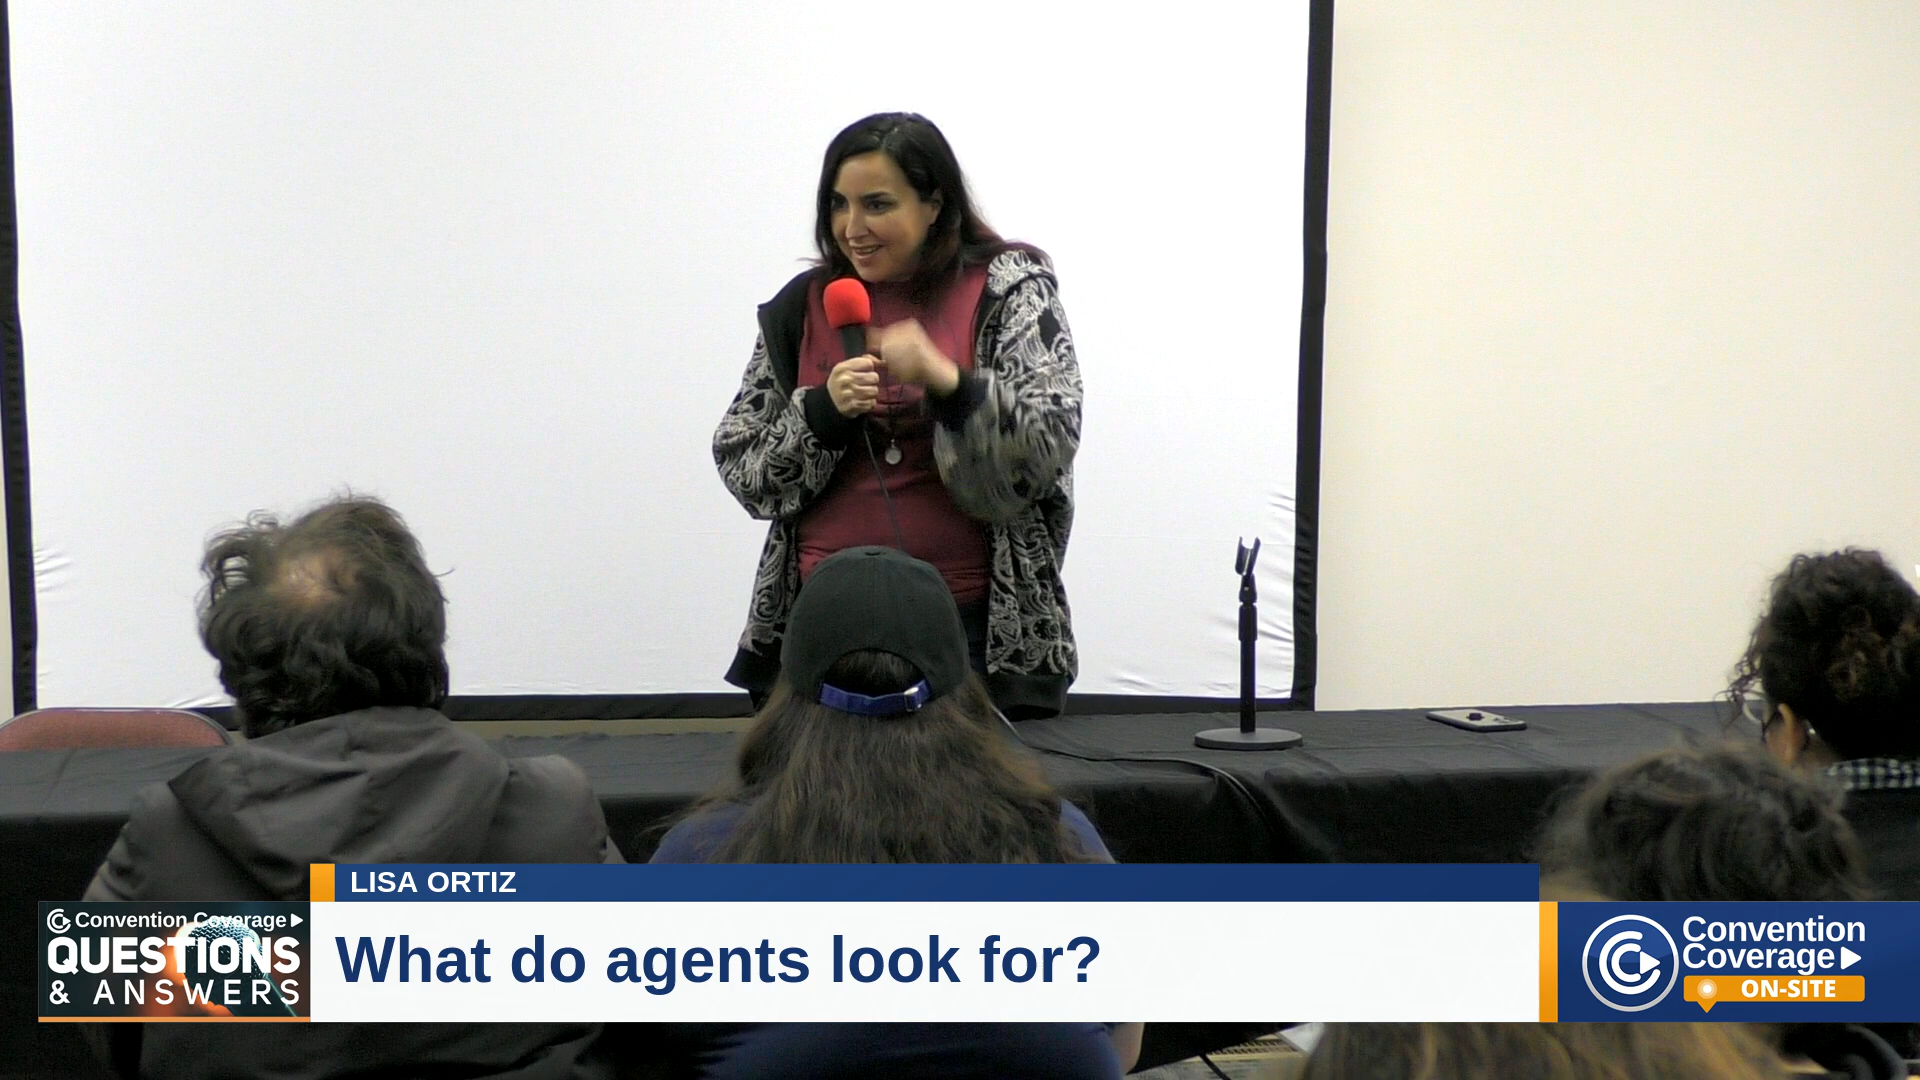 LISA ORTIZ
Convention Coverage
QUESTIONS
& ANSWERS
What do agents look for?
Convention
Coverage
ON-SITE